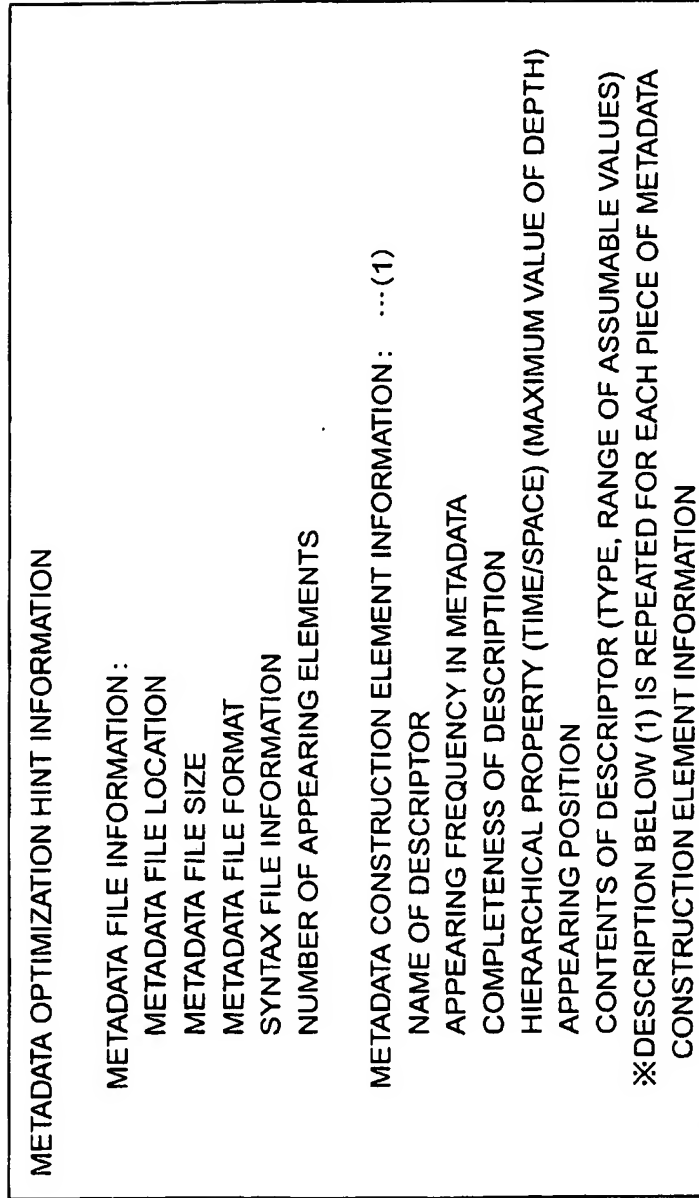 METADATA OPTIMIZATION HINT INFORMATION
METADATA FILE INFORMATION:
METADATA FILE LOCATION
METADATA FILE SIZE
METADATA FILE FORMAT
SYNTAX FILE INFORMATION
NUMBER OF APPEARING ELEMENTS
METADATA CONSTRUCTION ELEMENT INFORMATION: ···(1)
NAME OF DESCRIPTOR
APPEARING FREQUENCY IN METADATA
COMPLETENESS OF DESCRIPTION
HIERARCHICAL PROPERTY (TIME/SPACE) (MAXIMUM VALUE OF DEPTH)
APPEARING POSITION
CONTENTS OF DESCRIPTOR (TYPE, RANGE OF ASSUMABLE VALUES)
※DESCRIPTION BELOW (1) IS REPEATED FOR EACH PIECE OF METADATA
CONSTRUCTION ELEMENT INFORMATION